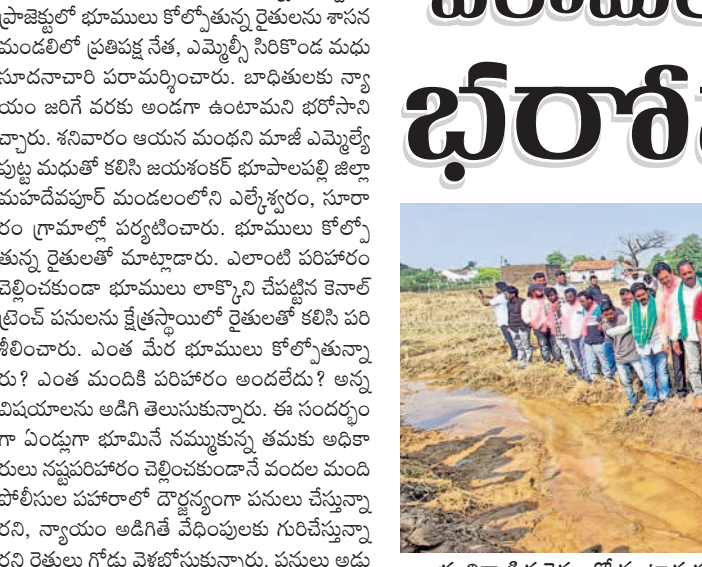 ప్రాజెక్టులో భూములు కోల్పోతున్న రైతులను శాసన
మండలిలో ప్రతిపక్ష నేత, ఎమ్మెల్సీ సిరికొండ మధు
సూదనాచారి పరామర్శించారు. బాధితులకు న్యా
యం జరిగే వరకు అండగా ఉంటామని భరోసాని
చ్చారు. శనివారం ఆయన మంథని మాజీ ఎమ్మెల్యే
పుట్ట మధుతో కలిసి జయశంకర్ భూపాలపల్లి జిల్లా
మహదేవపూర్ మండలంలోని ఎల్కేశ్వరం, సూరా
రం గ్రామాల్లో పర్యటించారు. భూములు కోల్పో
తున్న రైతులతో మాట్లాడారు. ఎలాంటి పరిహారం
చెల్లించకుండా భూములు లాక్కొని చేపట్టిన కెనాల్
ట్రెంచ్ పనులను క్షేత్రస్థాయిలో రైతులతో కలిసి పరి
శీలించారు. ఎంత మేర భూములు కోల్పోతున్నా
రు? ఎంత మందికి పరిహారం అందలేదు? అన్న
విషయాలను అడిగి తెలుసుకున్నారు. ఈ సందర్భం
గా ఏండ్లుగా భూమినే నమ్ముకున్న తమకు అధికా
రులు నష్టపరిహారం చెల్లించకుండానే వందల మంది
పోలీసుల పహారాలో దౌర్జన్యంగా పనులు చేస్తున్నా
రని, న్యాయం అడిగితే వేధింపులకు గురిచేస్తున్నా
రని రైతులు గోడు వెళ్లబోసుకున్నారు. పనులు అడ్డు
భరో